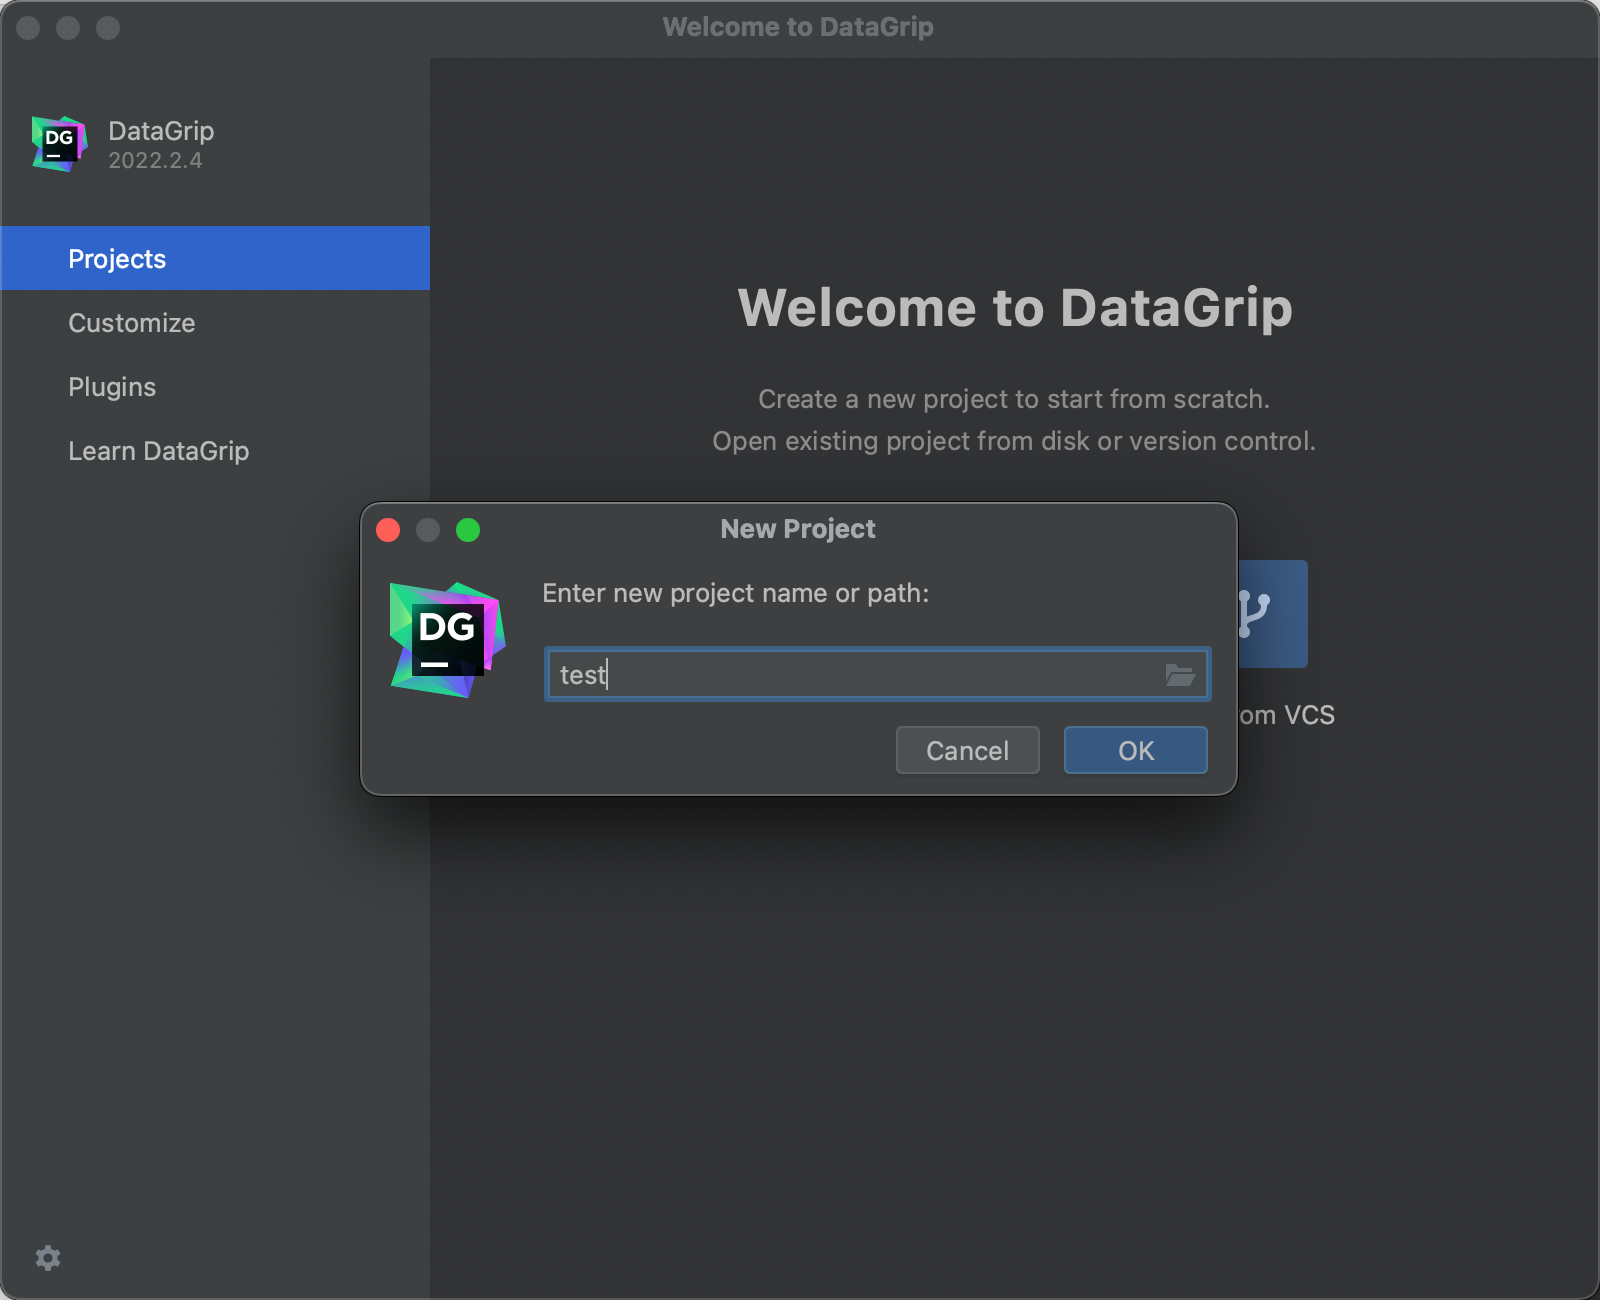 Welcome to DataGrip
DG
DataGrip
2022.2.4
Projects
Customize
Plugins
Learn DataGrip
Welcome to DataGrip
Create a new project to start from scratch.
Open existing project from disk or version control.
New Project
DG
Enter new project name or path:
test
Cancel
OK
om VCS